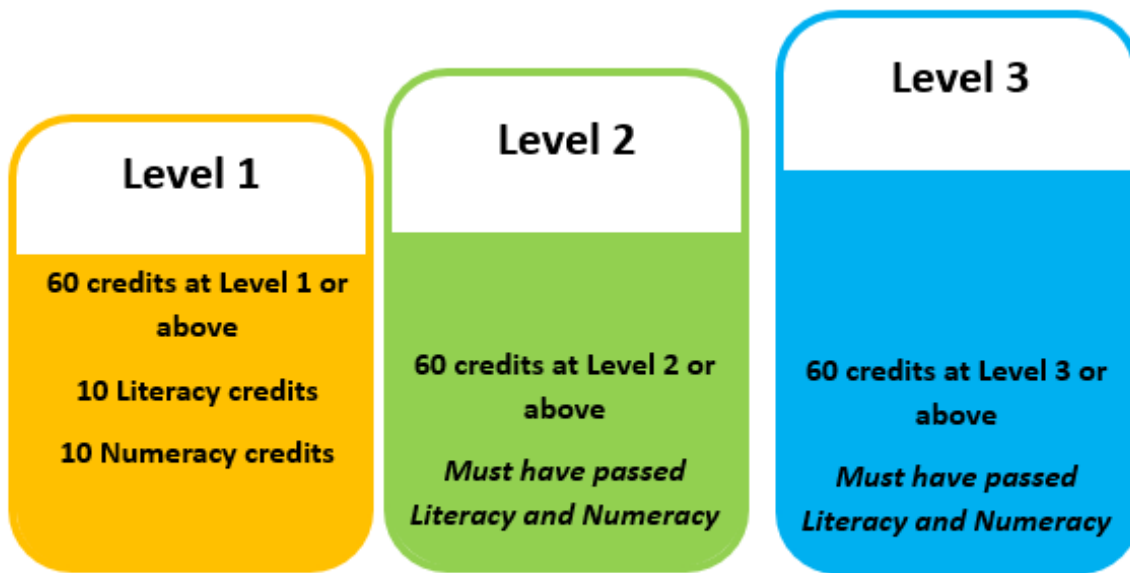 Level 1
60 credits at Level 1 or
above
10 Literacy credits
10 Numeracy credits
Level 2
60 credits at Level 2 or
above
Must have passed
Literacy and Numeracy
Level 3
60 credits at Level 3 or
above
Must have passed
Literacy and Numeracy